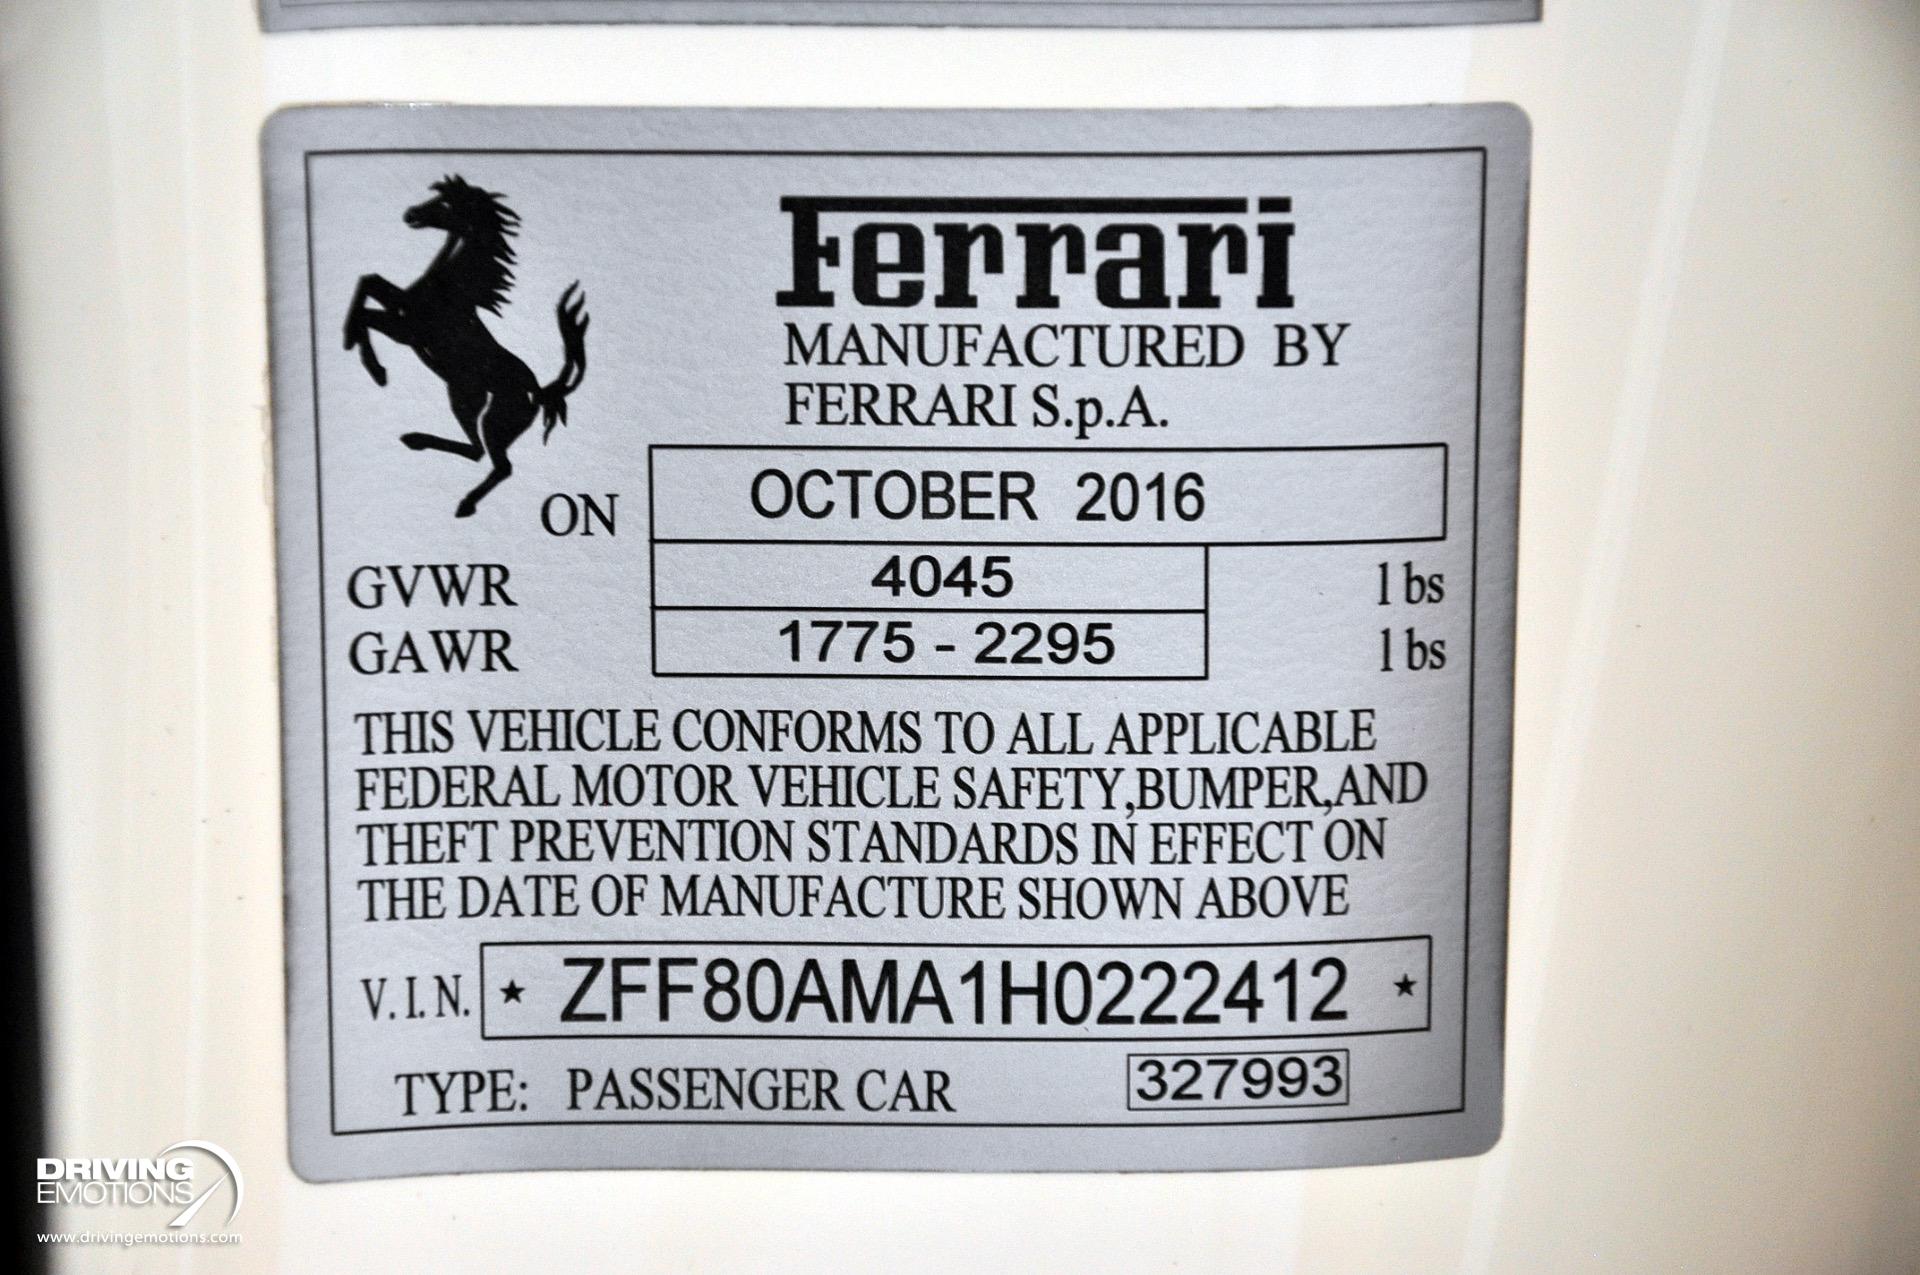 Ferrari
MANUFACTURED BY
FERRARI S.p.A.
ON OCTOBER 2016
GVWR 4045 lbs
GAWR 1775 - 2295 lbs
THIS VEHICLE CONFORMS TO ALL APPLICABLE
FEDERAL MOTOR VEHICLE SAFETY,BUMPER,AND
THEFT PREVENTION STANDARDS IN EFFECT ON
THE DATE OF MANUFACTURE SHOWN ABOVE
V.I.N. ★ ZFF80AMA1H0222412 ★
TYPE: PASSENGER CAR 327993
DRIVING
EMOTIONS
www.drivingemotions.com